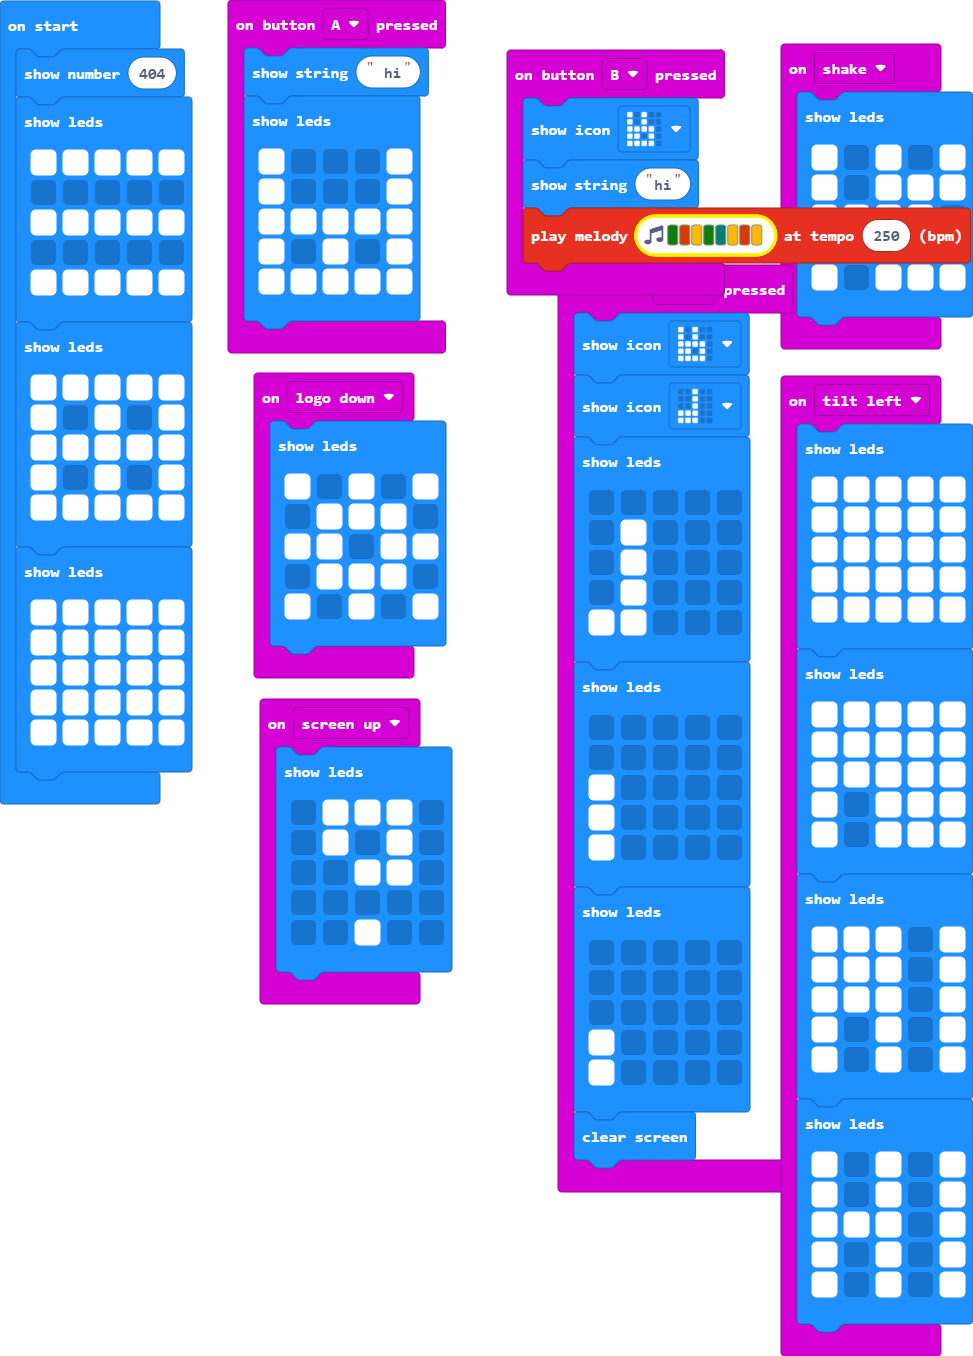 on start
show number 404
show leds
show leds
show leds
on button A pressed
show string " hi"
show leds
on logo down
show leds
on screen up
show leds
on button B pressed
show icon
show string "hi"
play melody at tempo 250 (bpm)
pressed
show icon
show icon
show leds
show leds
show leds
clear screen
on shake
show leds
on tilt left
show leds
show leds
show leds
show leds